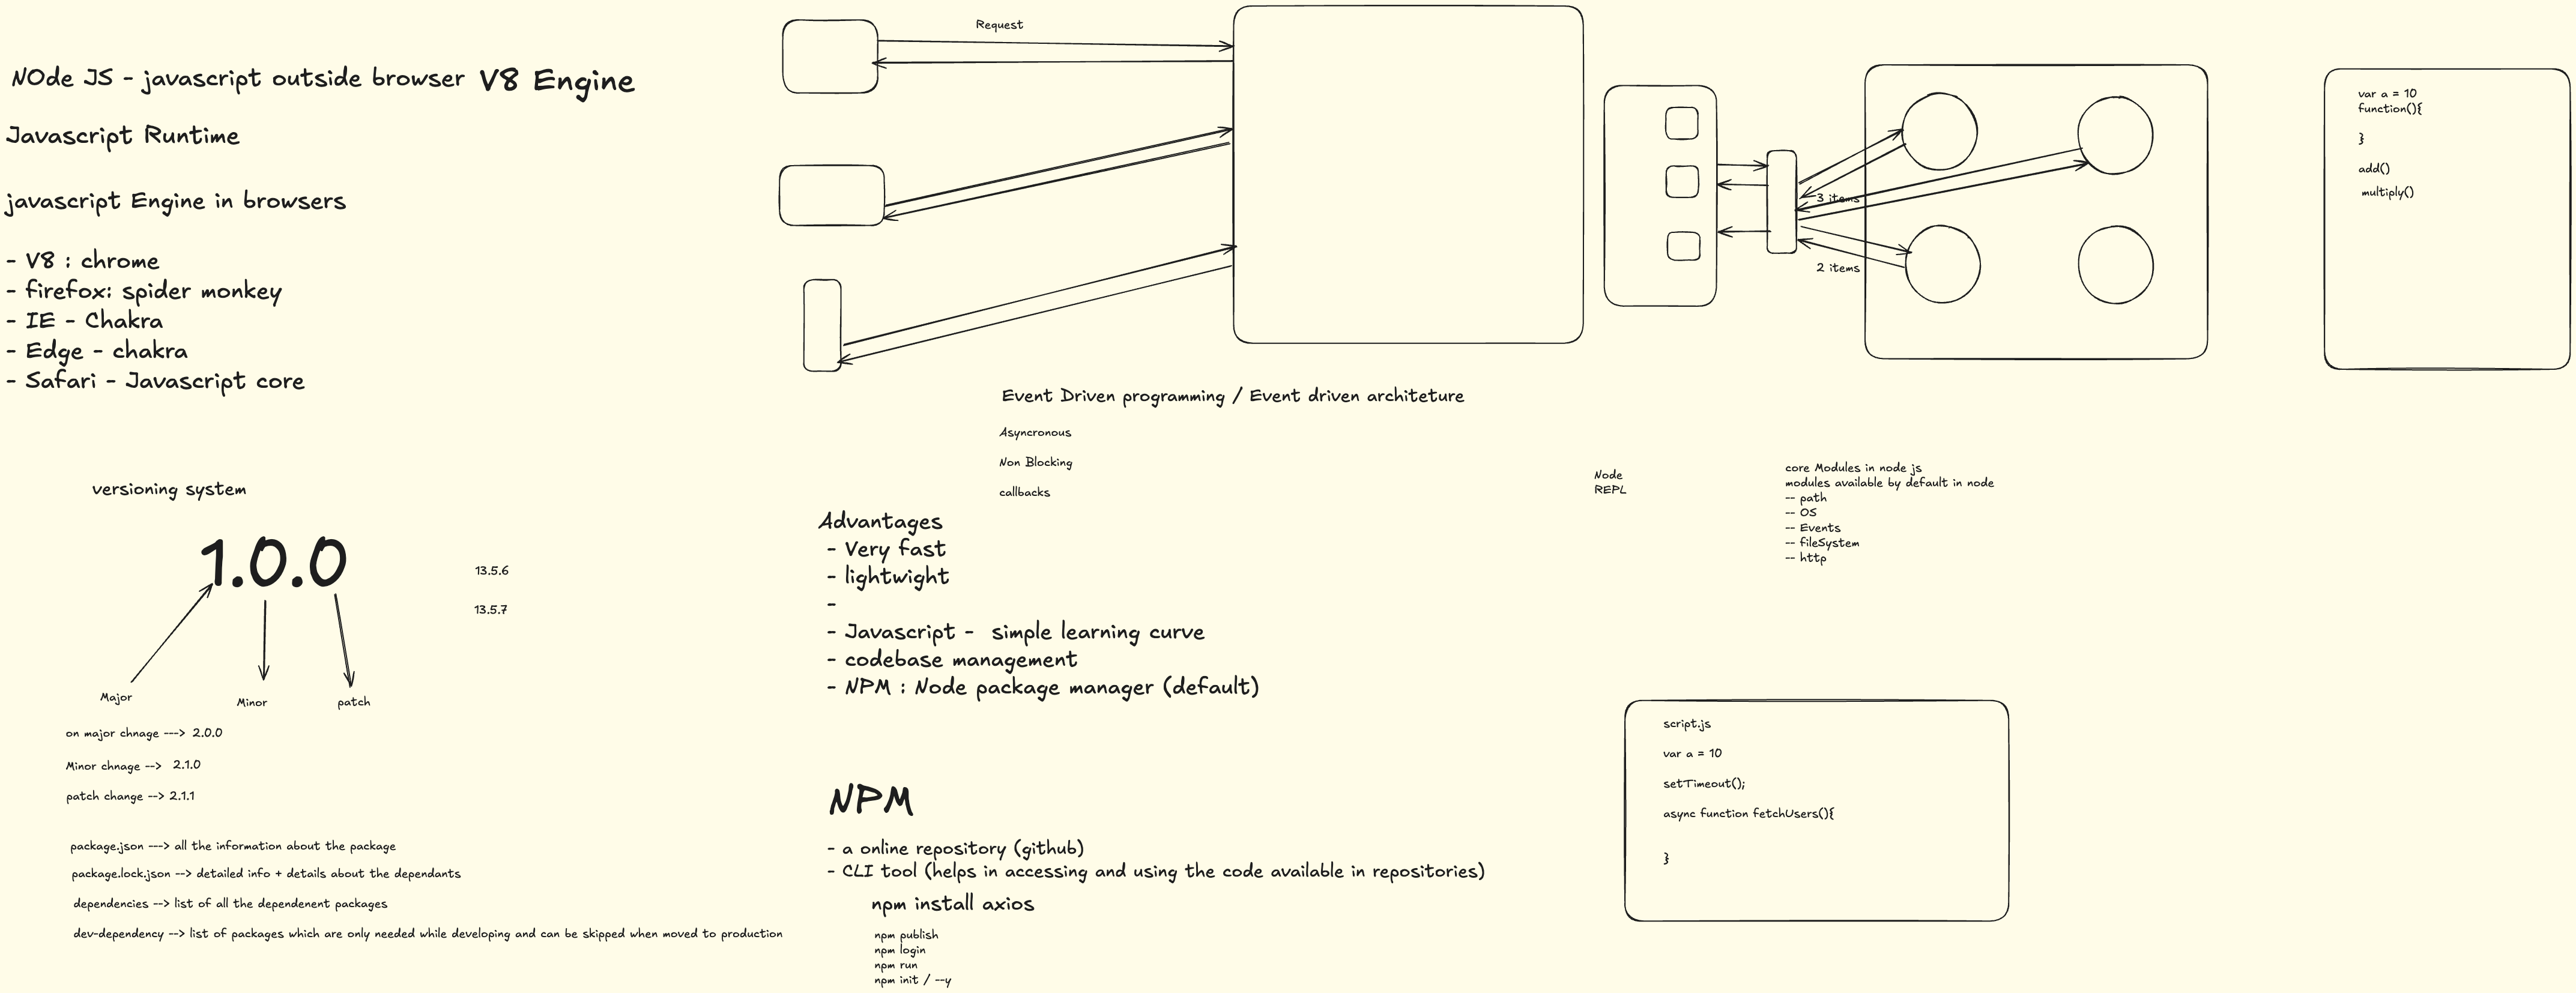 NOde JS - javascript outside browser V8 Engine
Javascript Runtime
javascript Engine in browsers
- V8 : chrome
- firefox: spider monkey
- IE - Chakra
- Edge - chakra
- Safari - Javascript core
Request
3 items
2 items
var a = 10
function(){
}
add()
multiply()
Event Driven programming / Event driven architeture
Asyncronous
Non Blocking
callbacks
Node
REPL
core Modules in node js
modules available by default in node
-- path
-- OS
-- Events
-- fileSystem
-- http
versioning system
1.0.0
13.5.6
13.5.7
Major
Minor
patch
on major chnage ---> 2.0.0
Minor chnage --> 2.1.0
patch change --> 2.1.1
package.json ---> all the information about the package
package.lock.json --> detailed info + details about the dependants
dependencies --> list of all the dependenent packages
dev-dependency --> list of packages which are only needed while developing and can be skipped when moved to production
Advantages
- Very fast
- lightwight
-
- Javascript - simple learning curve
- codebase management
- NPM : Node package manager (default)
NPM
- a online repository (github)
- CLI tool (helps in accessing and using the code available in repositories)
npm install axios
npm publish
npm login
npm run
npm init / --y
script.js
var a = 10
setTimeout();
async function fetchUsers(){
}